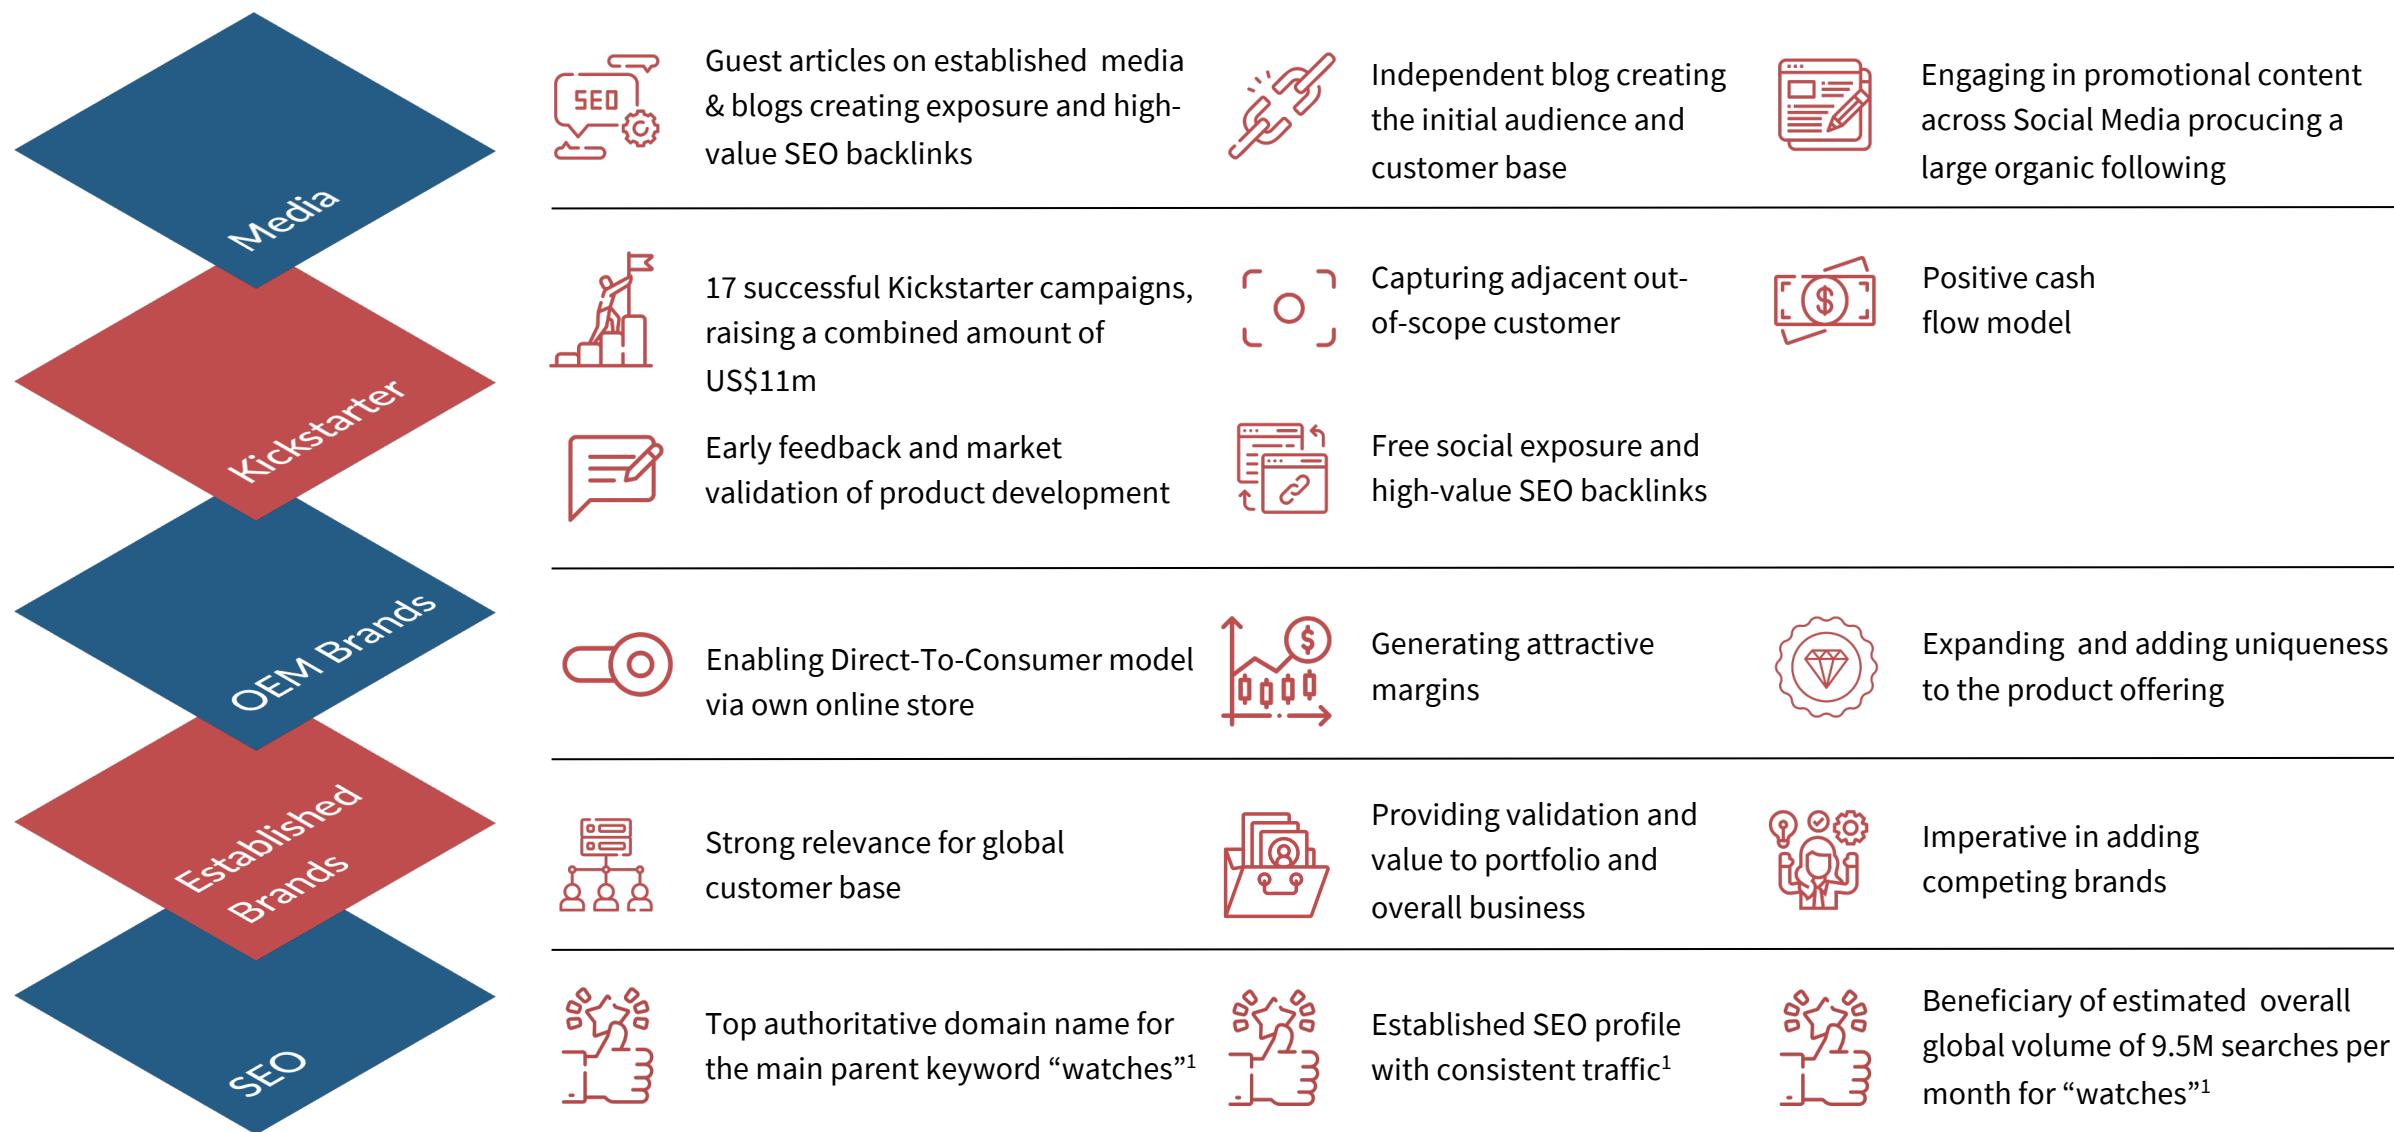 Media
SEO
Guest articles on established  media
& blogs creating exposure and high-
value SEO backlinks
Independent blog creating
the initial audience and
customer base
Engaging in promotional content
across Social Media procucing a
large organic following
Kickstarter
17 successful Kickstarter campaigns,
raising a combined amount of
US$11m
Capturing adjacent out-
of-scope customer
$
Positive cash
flow model
Early feedback and market
validation of product development
Free social exposure and
high-value SEO backlinks
OEM Brands
Enabling Direct-To-Consumer model
via own online store
$
Generating attractive
margins
Expanding  and adding uniqueness
to the product offering
Established
Brands
Strong relevance for global
customer base
Providing validation and
value to portfolio and
overall business
Imperative in adding
competing brands
SEO
Top authoritative domain name for
the main parent keyword “watches”¹
Established SEO profile
with consistent traffic¹
Beneficiary of estimated  overall
global volume of 9.5M searches per
month for “watches”¹